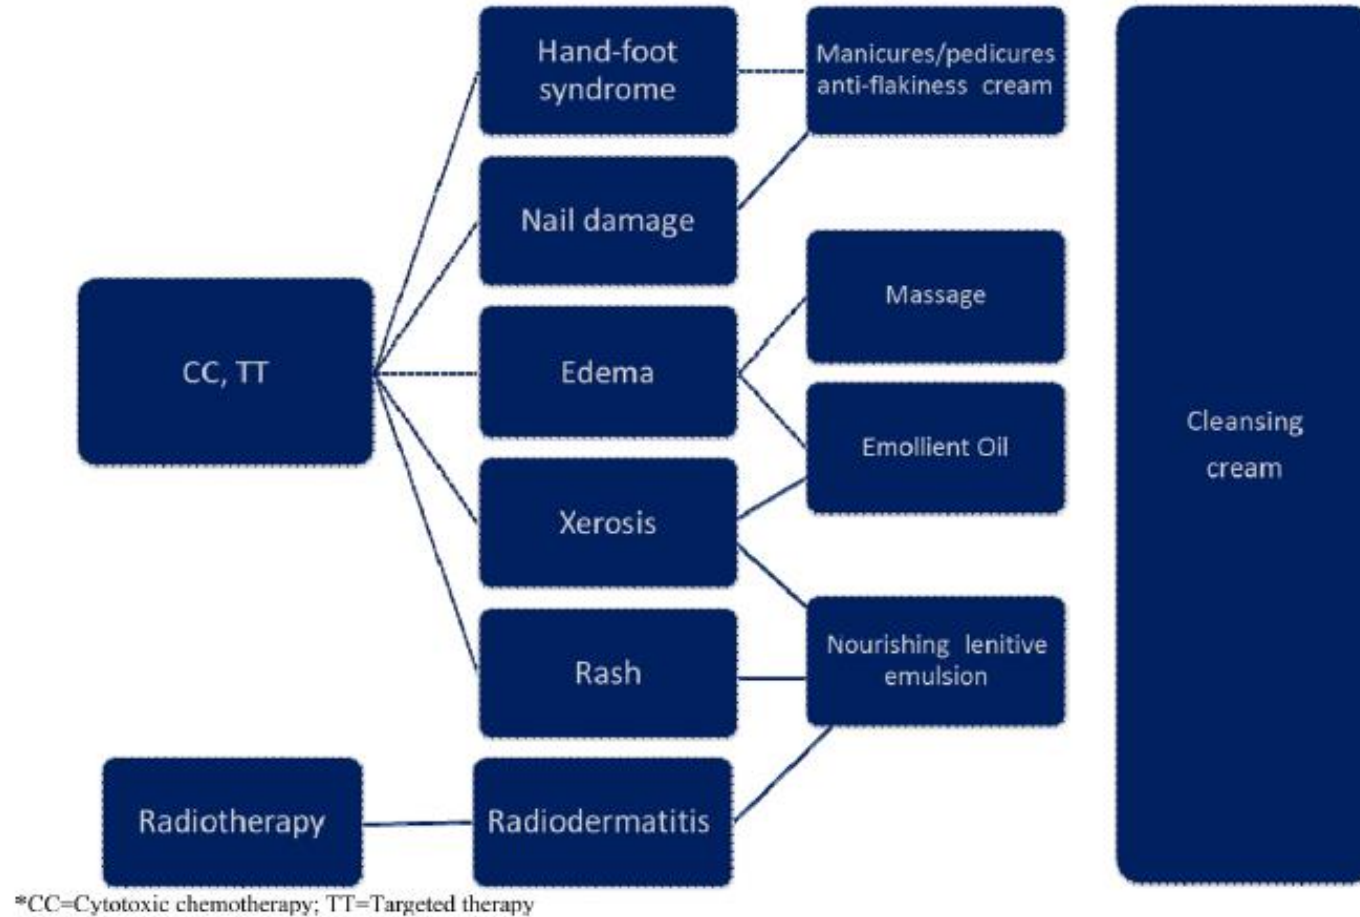 Hand-foot
syndrome
Manicures/pedicures
anti-flakiness cream
Nail damage
Massage
CC, TT
Edema
Emollient Oil
Cleansing
cream
Xerosis
Nourishing lenitive
emulsion
Rash
Radiotherapy
Radiodermatitis
*CC=Cytotoxic chemotherapy; TT=Targeted therapy